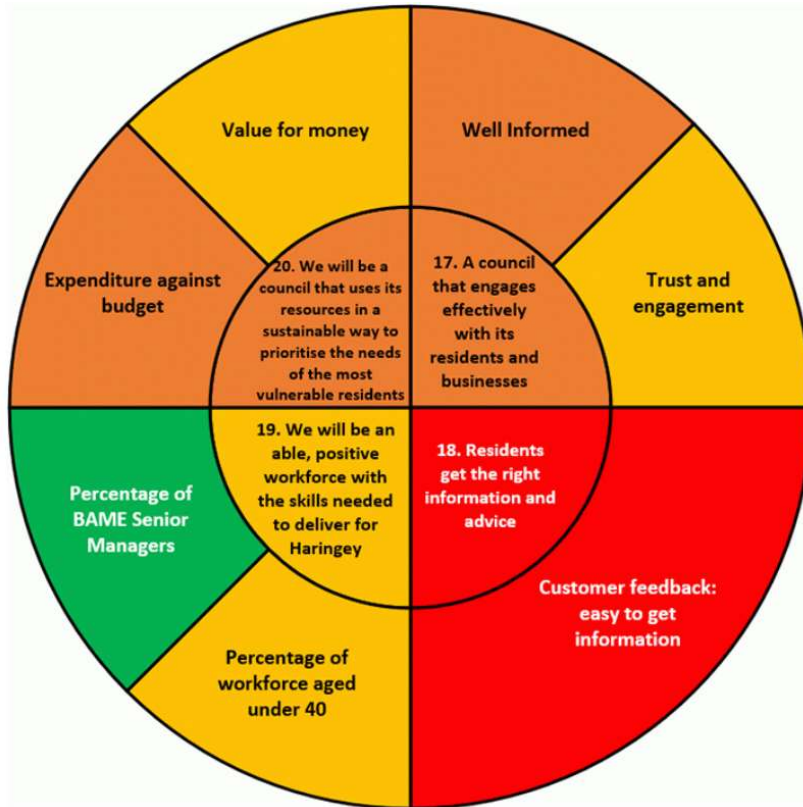 Value for money
Well Informed
Expenditure against
budget
20. We will be a
council that uses its
resources in a
sustainable way to
prioritise the needs
of the most
vulnerable residents
17. A council
that engages
effectively
with its
residents and
businesses
Trust and
engagement
Percentage of
BAME Senior
Managers
19. We will be an
able, positive
workforce with
the skills needed
to deliver for
Haringey
18. Residents
get the right
information and
advice
Customer feedback:
easy to get
information
Percentage of
workforce aged
under 40